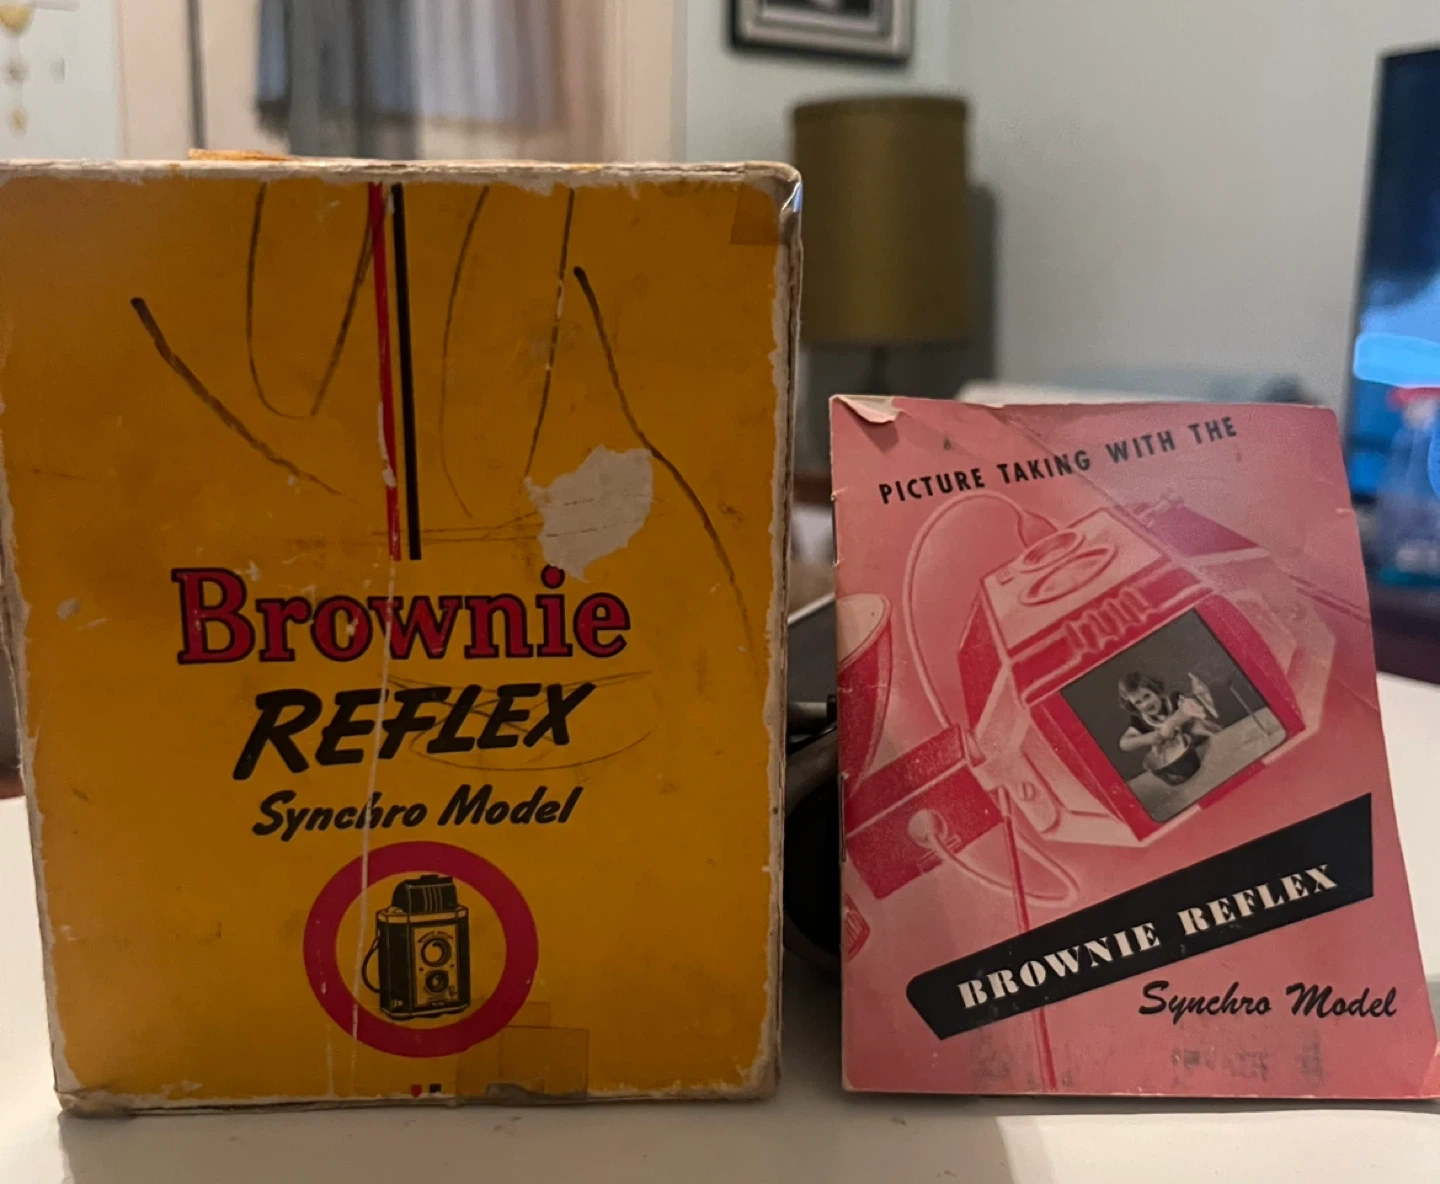 Brownie
REFLEX
Synchro Model
PICTURE TAKING WITH THE
BROWNIE REFLEX
Synchro Model